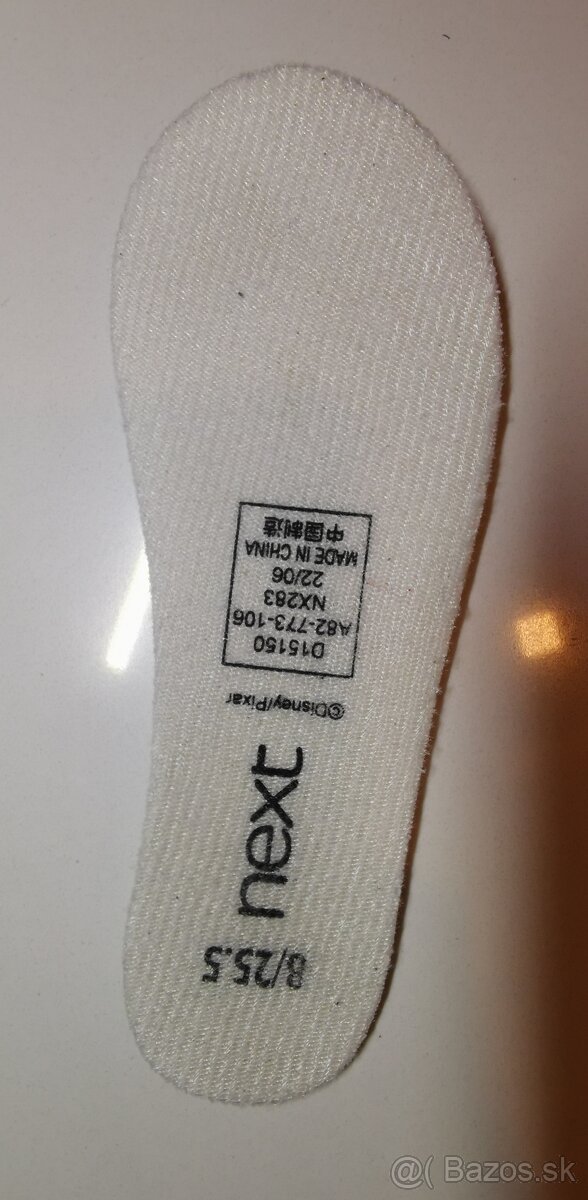 8/25.5
next
©Disney/Pixar
D15150
A82-773-106
NX283
22/06
MADE IN CHINA
中国制造
@( Bazos.sk